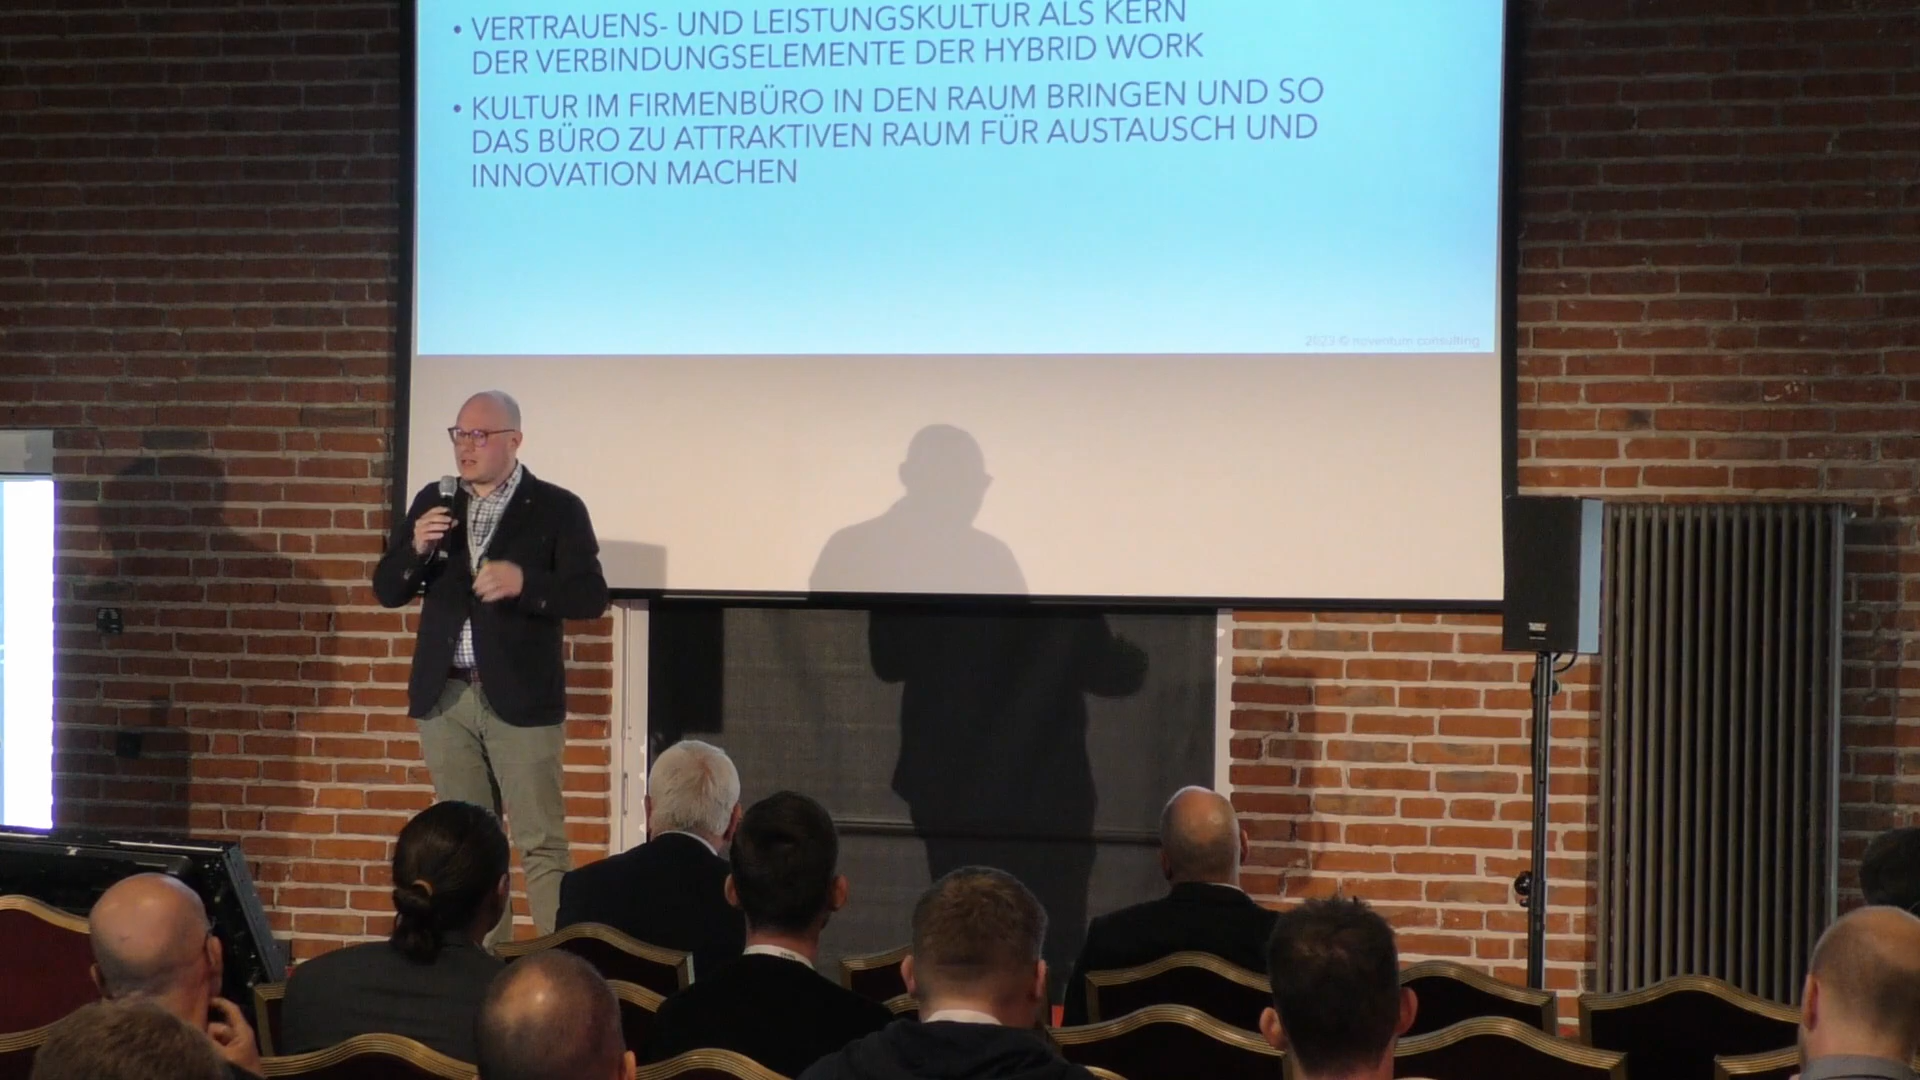 • VERTRAUENS- UND LEISTUNGSKULTUR ALS KERN
DER VERBINDUNGSELEMENTE DER HYBRID WORK
• KULTUR IM FIRMENBÜRO IN DEN RAUM BRINGEN UND SO
DAS BÜRO ZU ATTRAKTIVEN RAUM FÜR AUSTAUSCH UND
INNOVATION MACHEN
2023 © noventum consulting